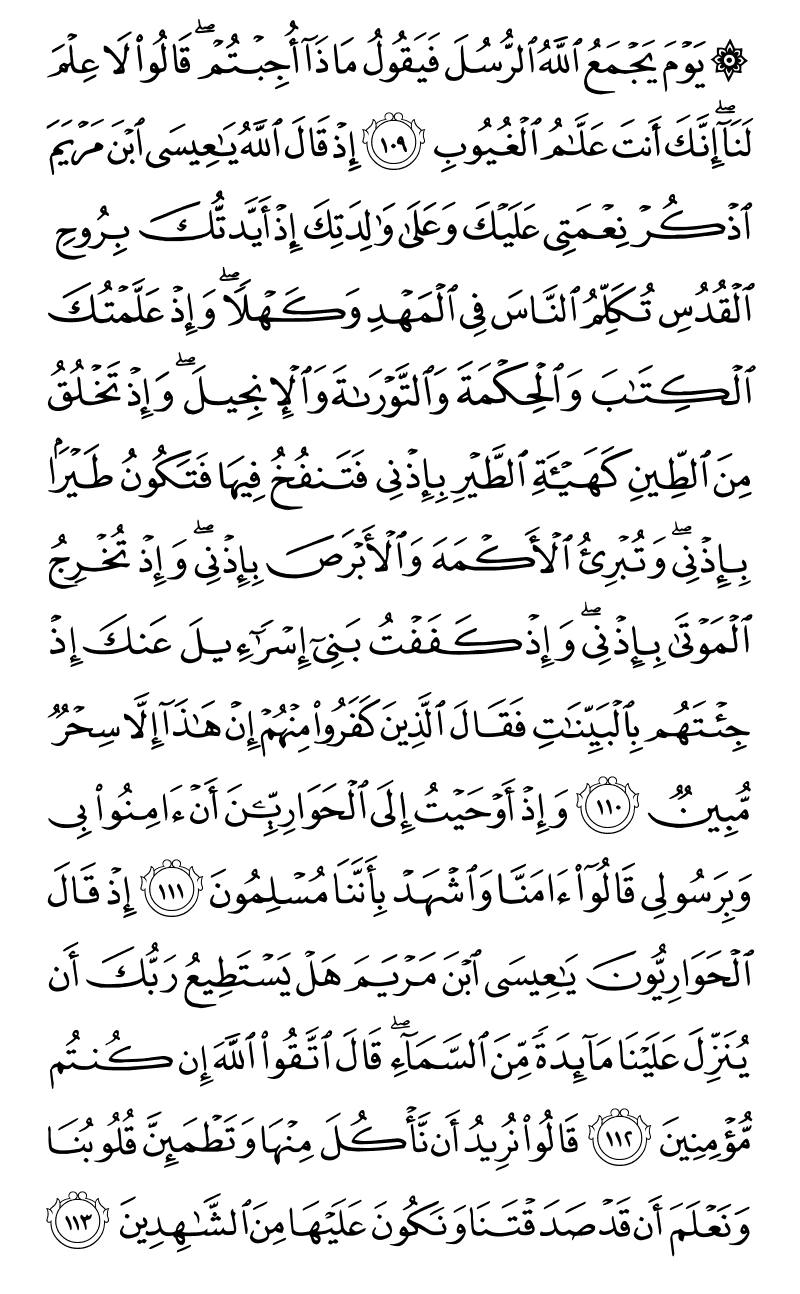 ۞ يَوۡمَ يَجۡمَعُ ٱللَّهُ ٱلرُّسُلَ فَيَقُولُ مَاذَآ أُجِبۡتُمۡۖ قَالُواْ لَا عِلۡمَ
لَنَآۖ إِنَّكَ أَنتَ عَلَّٰمُ ٱلۡغُيُوبِ ١٠٩ إِذۡ قَالَ ٱللَّهُ يَٰعِيسَى ٱبۡنَ مَرۡيَمَ
ٱذۡكُرۡ نِعۡمَتِي عَلَيۡكَ وَعَلَىٰ وَٰلِدَتِكَ إِذۡ أَيَّدتُّكَ بِرُوحِ
ٱلۡقُدُسِ تُكَلِّمُ ٱلنَّاسَ فِي ٱلۡمَهۡدِ وَكَهۡلٗاۖ وَإِذۡ عَلَّمۡتُكَ
ٱلۡكِتَٰبَ وَٱلۡحِكۡمَةَ وَٱلتَّوۡرَىٰةَ وَٱلۡإِنجِيلَۖ وَإِذۡ تَخۡلُقُ
مِنَ ٱلطِّينِ كَهَيۡـَٔةِ ٱلطَّيۡرِ بِإِذۡنِي فَتَنفُخُ فِيهَا فَتَكُونُ طَيۡرَۢا
بِإِذۡنِيۖ وَتُبۡرِئُ ٱلۡأَكۡمَهَ وَٱلۡأَبۡرَصَ بِإِذۡنِيۖ وَإِذۡ تُخۡرِجُ
ٱلۡمَوۡتَىٰ بِإِذۡنِيۖ وَإِذۡ كَفَفۡتُ بَنِيٓ إِسۡرَٰٓءِيلَ عَنكَ إِذۡ
جِئۡتَهُم بِٱلۡبَيِّنَٰتِ فَقَالَ ٱلَّذِينَ كَفَرُواْ مِنۡهُمۡ إِنۡ هَٰذَآ إِلَّا سِحۡرٞ
مُّبِينٞ ١١٠ وَإِذۡ أَوۡحَيۡتُ إِلَى ٱلۡحَوَارِيِّـۧنَ أَنۡ ءَامِنُواْ بِي
وَبِرَسُولِي قَالُوٓاْ ءَامَنَّا وَٱشۡهَدۡ بِأَنَّنَا مُسۡلِمُونَ ١١١ إِذۡ قَالَ
ٱلۡحَوَارِيُّونَ يَٰعِيسَى ٱبۡنَ مَرۡيَمَ هَلۡ يَسۡتَطِيعُ رَبُّكَ أَن
يُنَزِّلَ عَلَيۡنَا مَآئِدَةٗ مِّنَ ٱلسَّمَآءِۖ قَالَ ٱتَّقُواْ ٱللَّهَ إِن كُنتُم
مُّؤۡمِنِينَ ١١٢ قَالُواْ نُرِيدُ أَن نَّأۡكُلَ مِنۡهَا وَتَطۡمَئِنَّ قُلُوبُنَا
وَنَعۡلَمَ أَن قَدۡ صَدَقۡتَنَا وَنَكُونَ عَلَيۡهَا مِنَ ٱلشَّٰهِدِينَ ١١٣